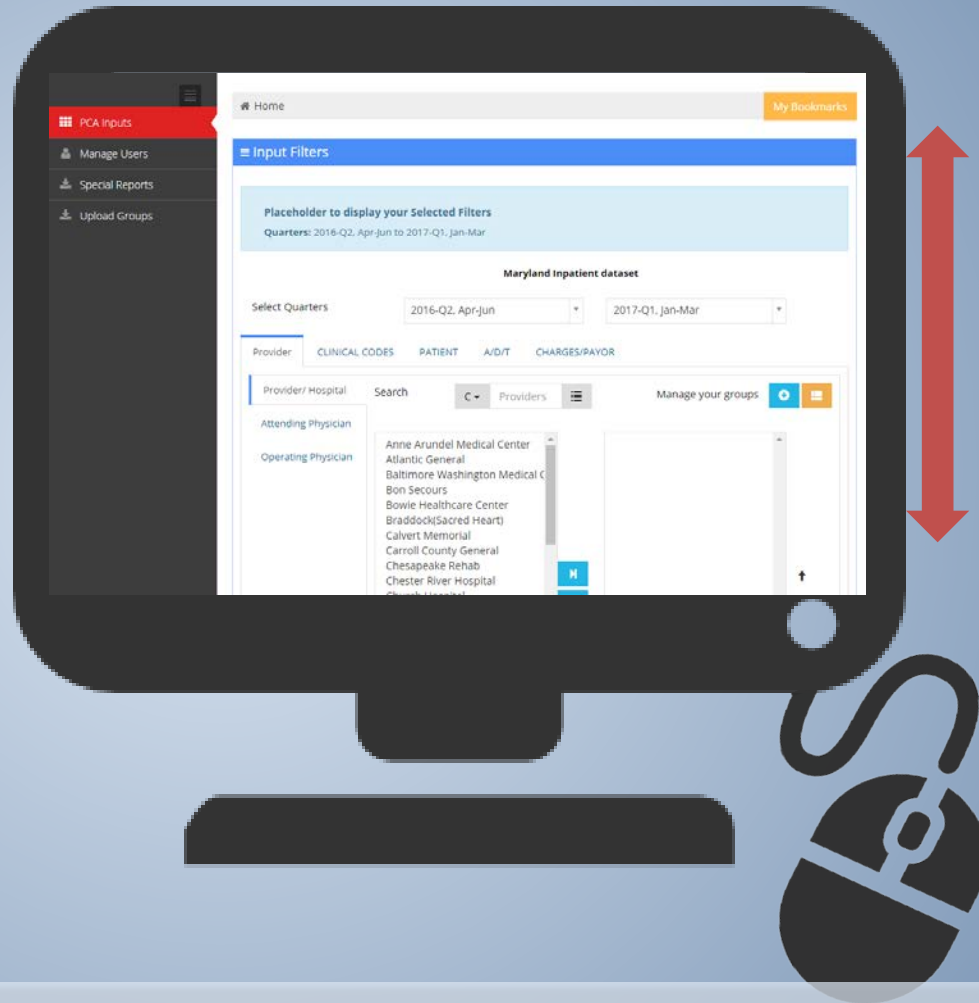 Home
My Bookmarks
PCA Inputs
Manage Users
Special Reports
Upload Groups
Input Filters
Placeholder to display your Selected Filters
Quarters: 2016-Q2, Apr-Jun to 2017-Q1, Jan-Mar
Maryland Inpatient dataset
Select Quarters
2016-Q2, Apr-Jun
2017-Q1, Jan-Mar
Provider CLINICAL CODES PATIENT A/D/T CHARGES/PAYOR
Provider/ Hospital
Attending Physician
Operating Physician
Search
C
Providers
Manage your groups
Anne Arundel Medical Center
Atlantic General
Baltimore Washington Medical C
Bon Secours
Bowie Healthcare Center
Braddock(Sacred Heart)
Calvert Memorial
Carroll County General
Chesapeake Rehab
Chester River Hospital